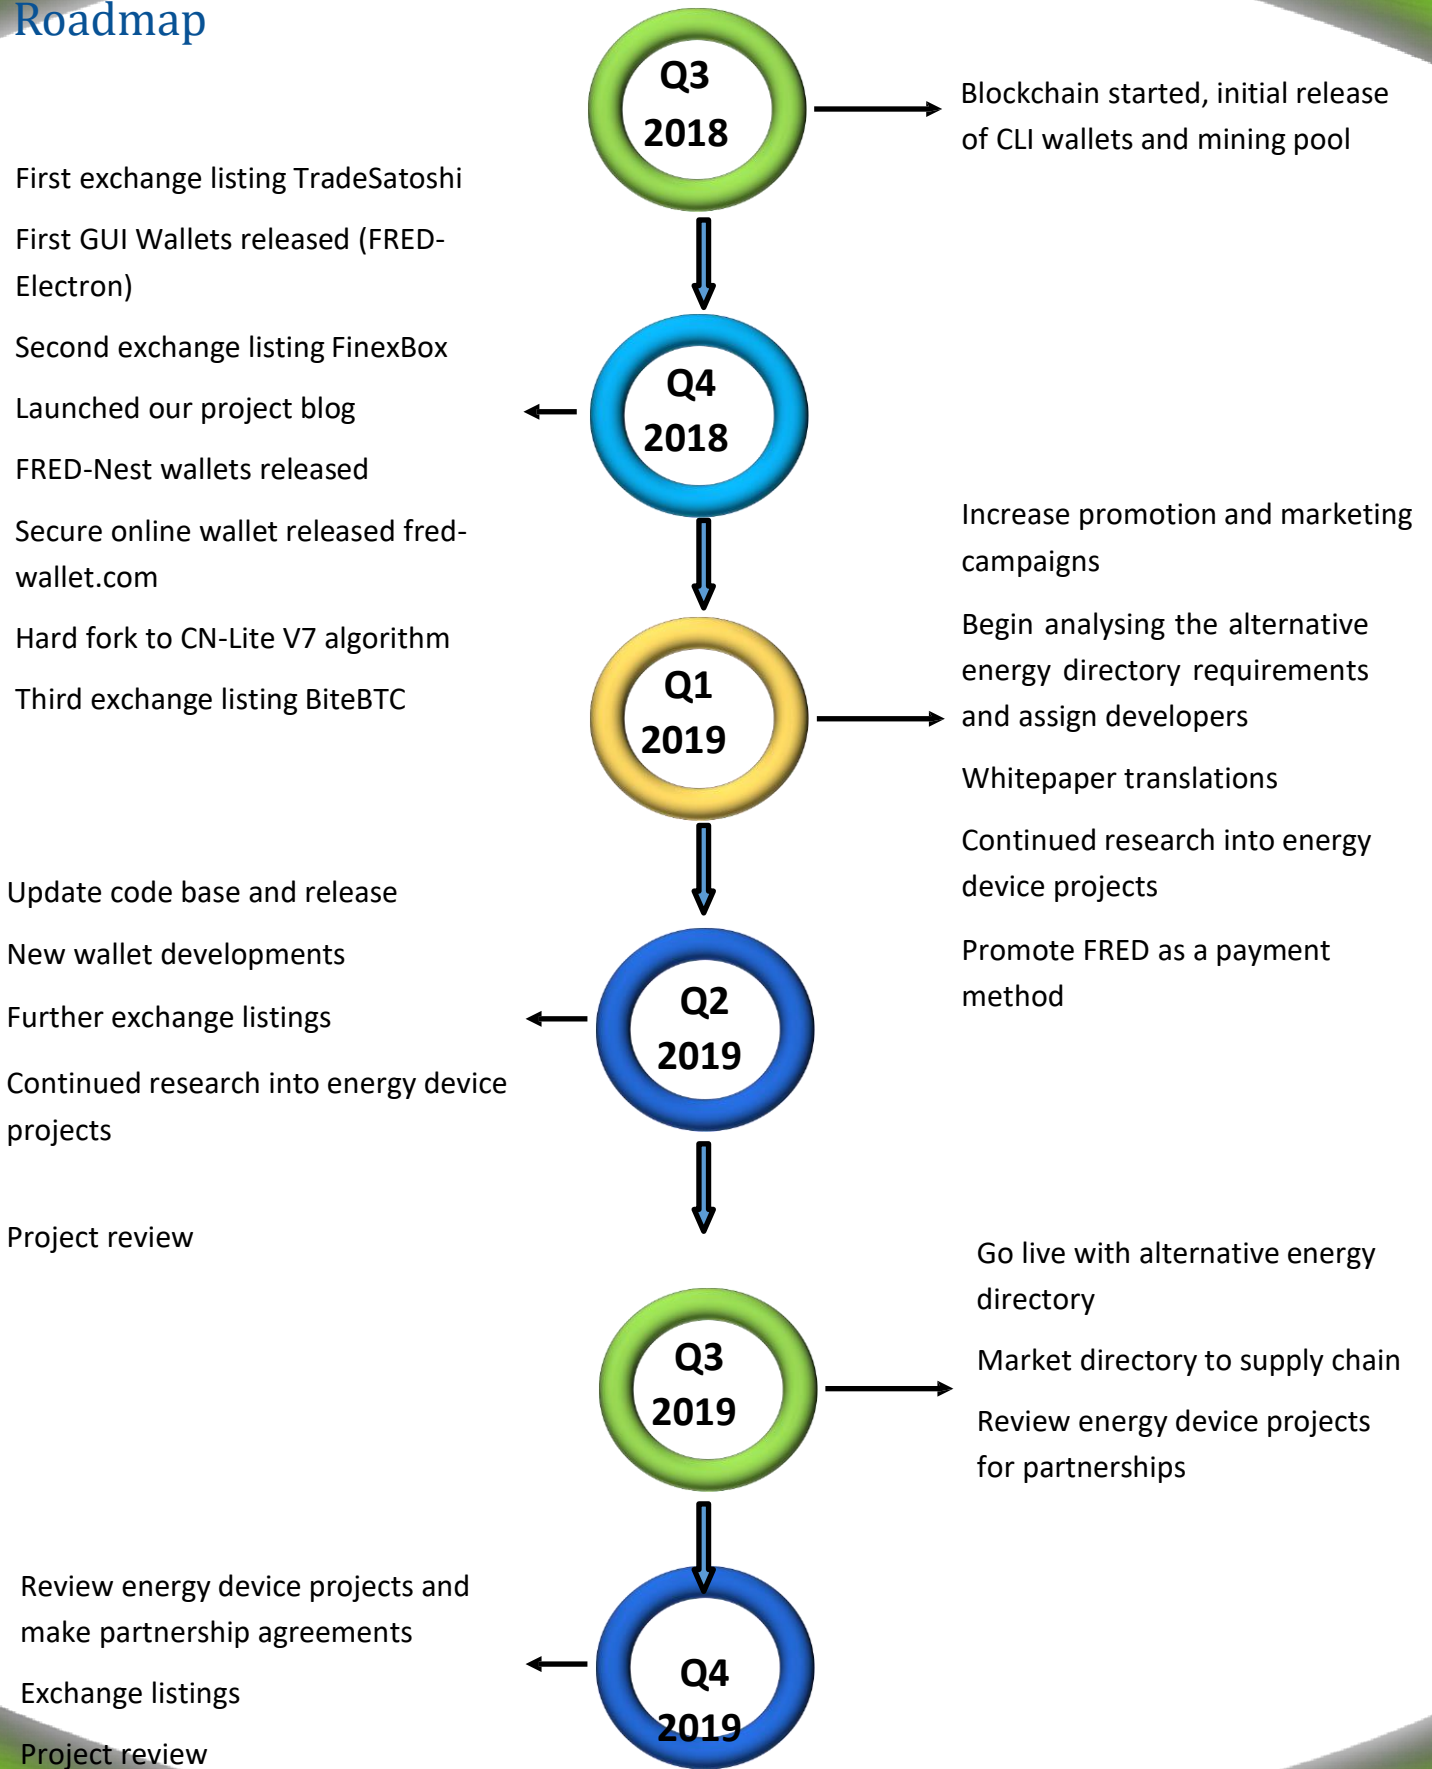 Roadmap
Q3
2018
Blockchain started, initial release
of CLI wallets and mining pool
First exchange listing TradeSatoshi
First GUI Wallets released (FRED-
Electron)
Second exchange listing FinexBox
Launched our project blog
FRED-Nest wallets released
Secure online wallet released fred-
wallet.com
Hard fork to CN-Lite V7 algorithm
Third exchange listing BiteBTC
Q4
2018
Q1
2019
Increase promotion and marketing
campaigns
Begin analysing the alternative
energy directory requirements
and assign developers
Whitepaper translations
Continued research into energy
device projects
Promote FRED as a payment
method
Update code base and release
New wallet developments
Further exchange listings
Continued research into energy device
projects
Project review
Q2
2019
Q3
2019
Go live with alternative energy
directory
Market directory to supply chain
Review energy device projects
for partnerships
Review energy device projects and
make partnership agreements
Exchange listings
Project review
Q4
2019